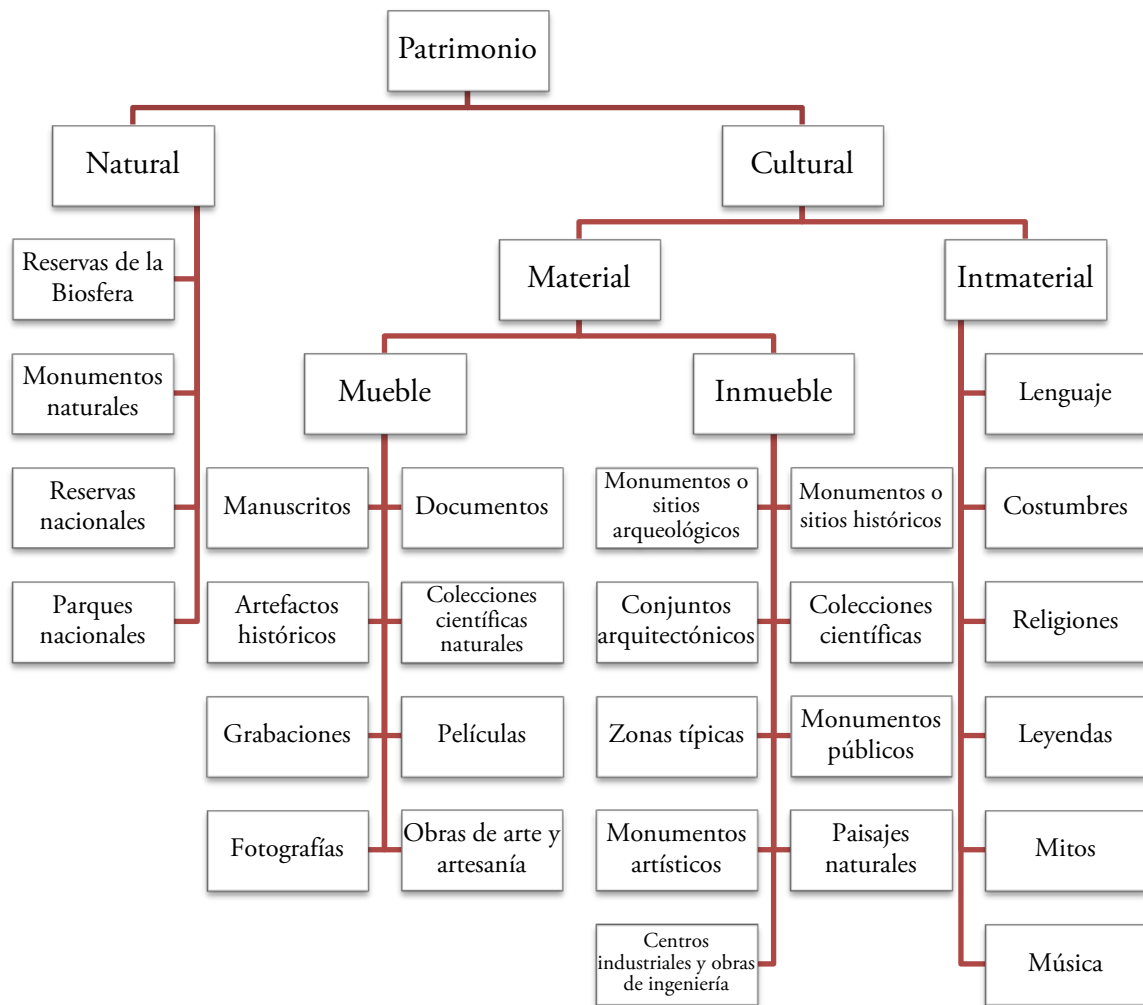 Patrimonio
Natural
Cultural
Reservas de la
Biosfera
Monumentos
naturales
Reservas
nacionales
Parques
nacionales
Material
Intmaterial
Mueble
Inmueble
Manuscritos
Documentos
Artefactos
históricos
Colecciones
científicas
naturales
Grabaciones
Películas
Fotografías
Obras de arte y
artesanía
Monumentos o
sitios
arqueológicos
Monumentos o
sitios históricos
Conjuntos
arquitectónicos
Colecciones
científicas
Zonas típicas
Monumentos
públicos
Monumentos
artísticos
Paisajes
naturales
Centros
industriales y obras
de ingeniería
Lenguaje
Costumbres
Religiones
Leyendas
Mitos
Música